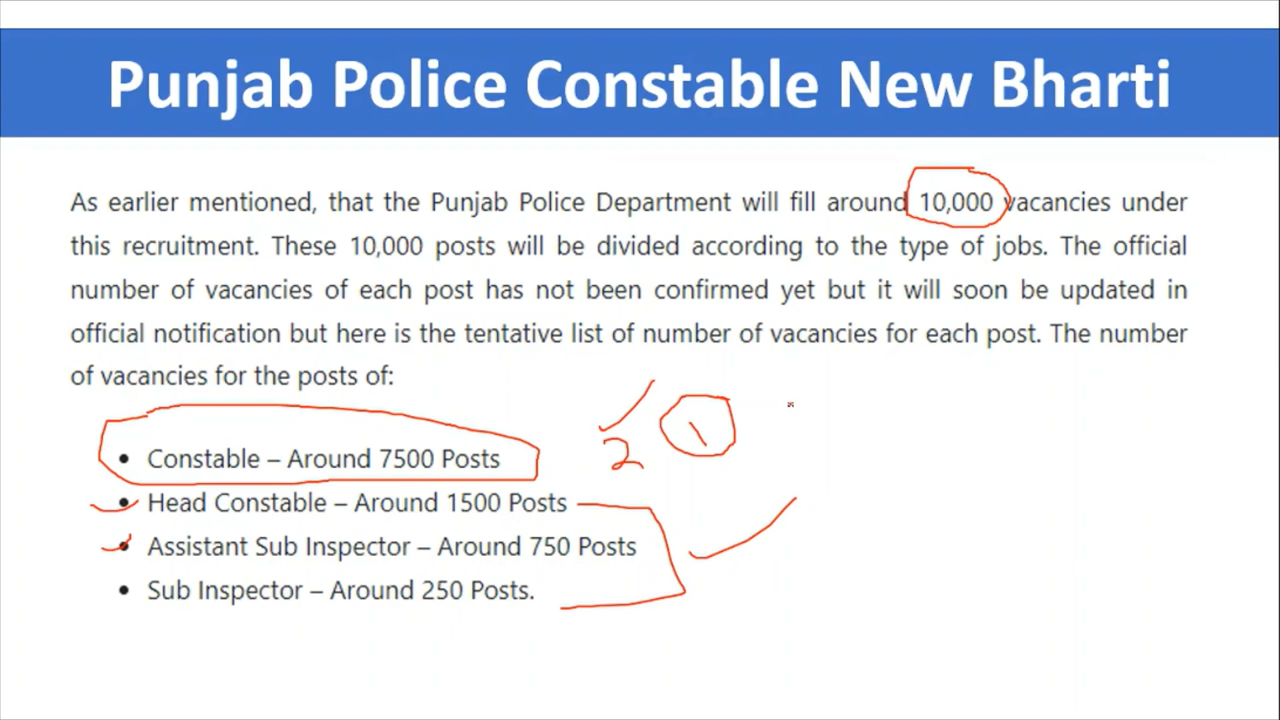 Punjab Police Constable New Bharti
As earlier mentioned, that the Punjab Police Department will fill around 10,000 vacancies under
this recruitment. These 10,000 posts will be divided according to the type of jobs. The official
number of vacancies of each post has not been confirmed yet but it will soon be updated in
official notification but here is the tentative list of number of vacancies for each post. The number
of vacancies for the posts of:
2 1
• Constable – Around 7500 Posts
• Head Constable – Around 1500 Posts
• Assistant Sub Inspector – Around 750 Posts
• Sub Inspector – Around 250 Posts.